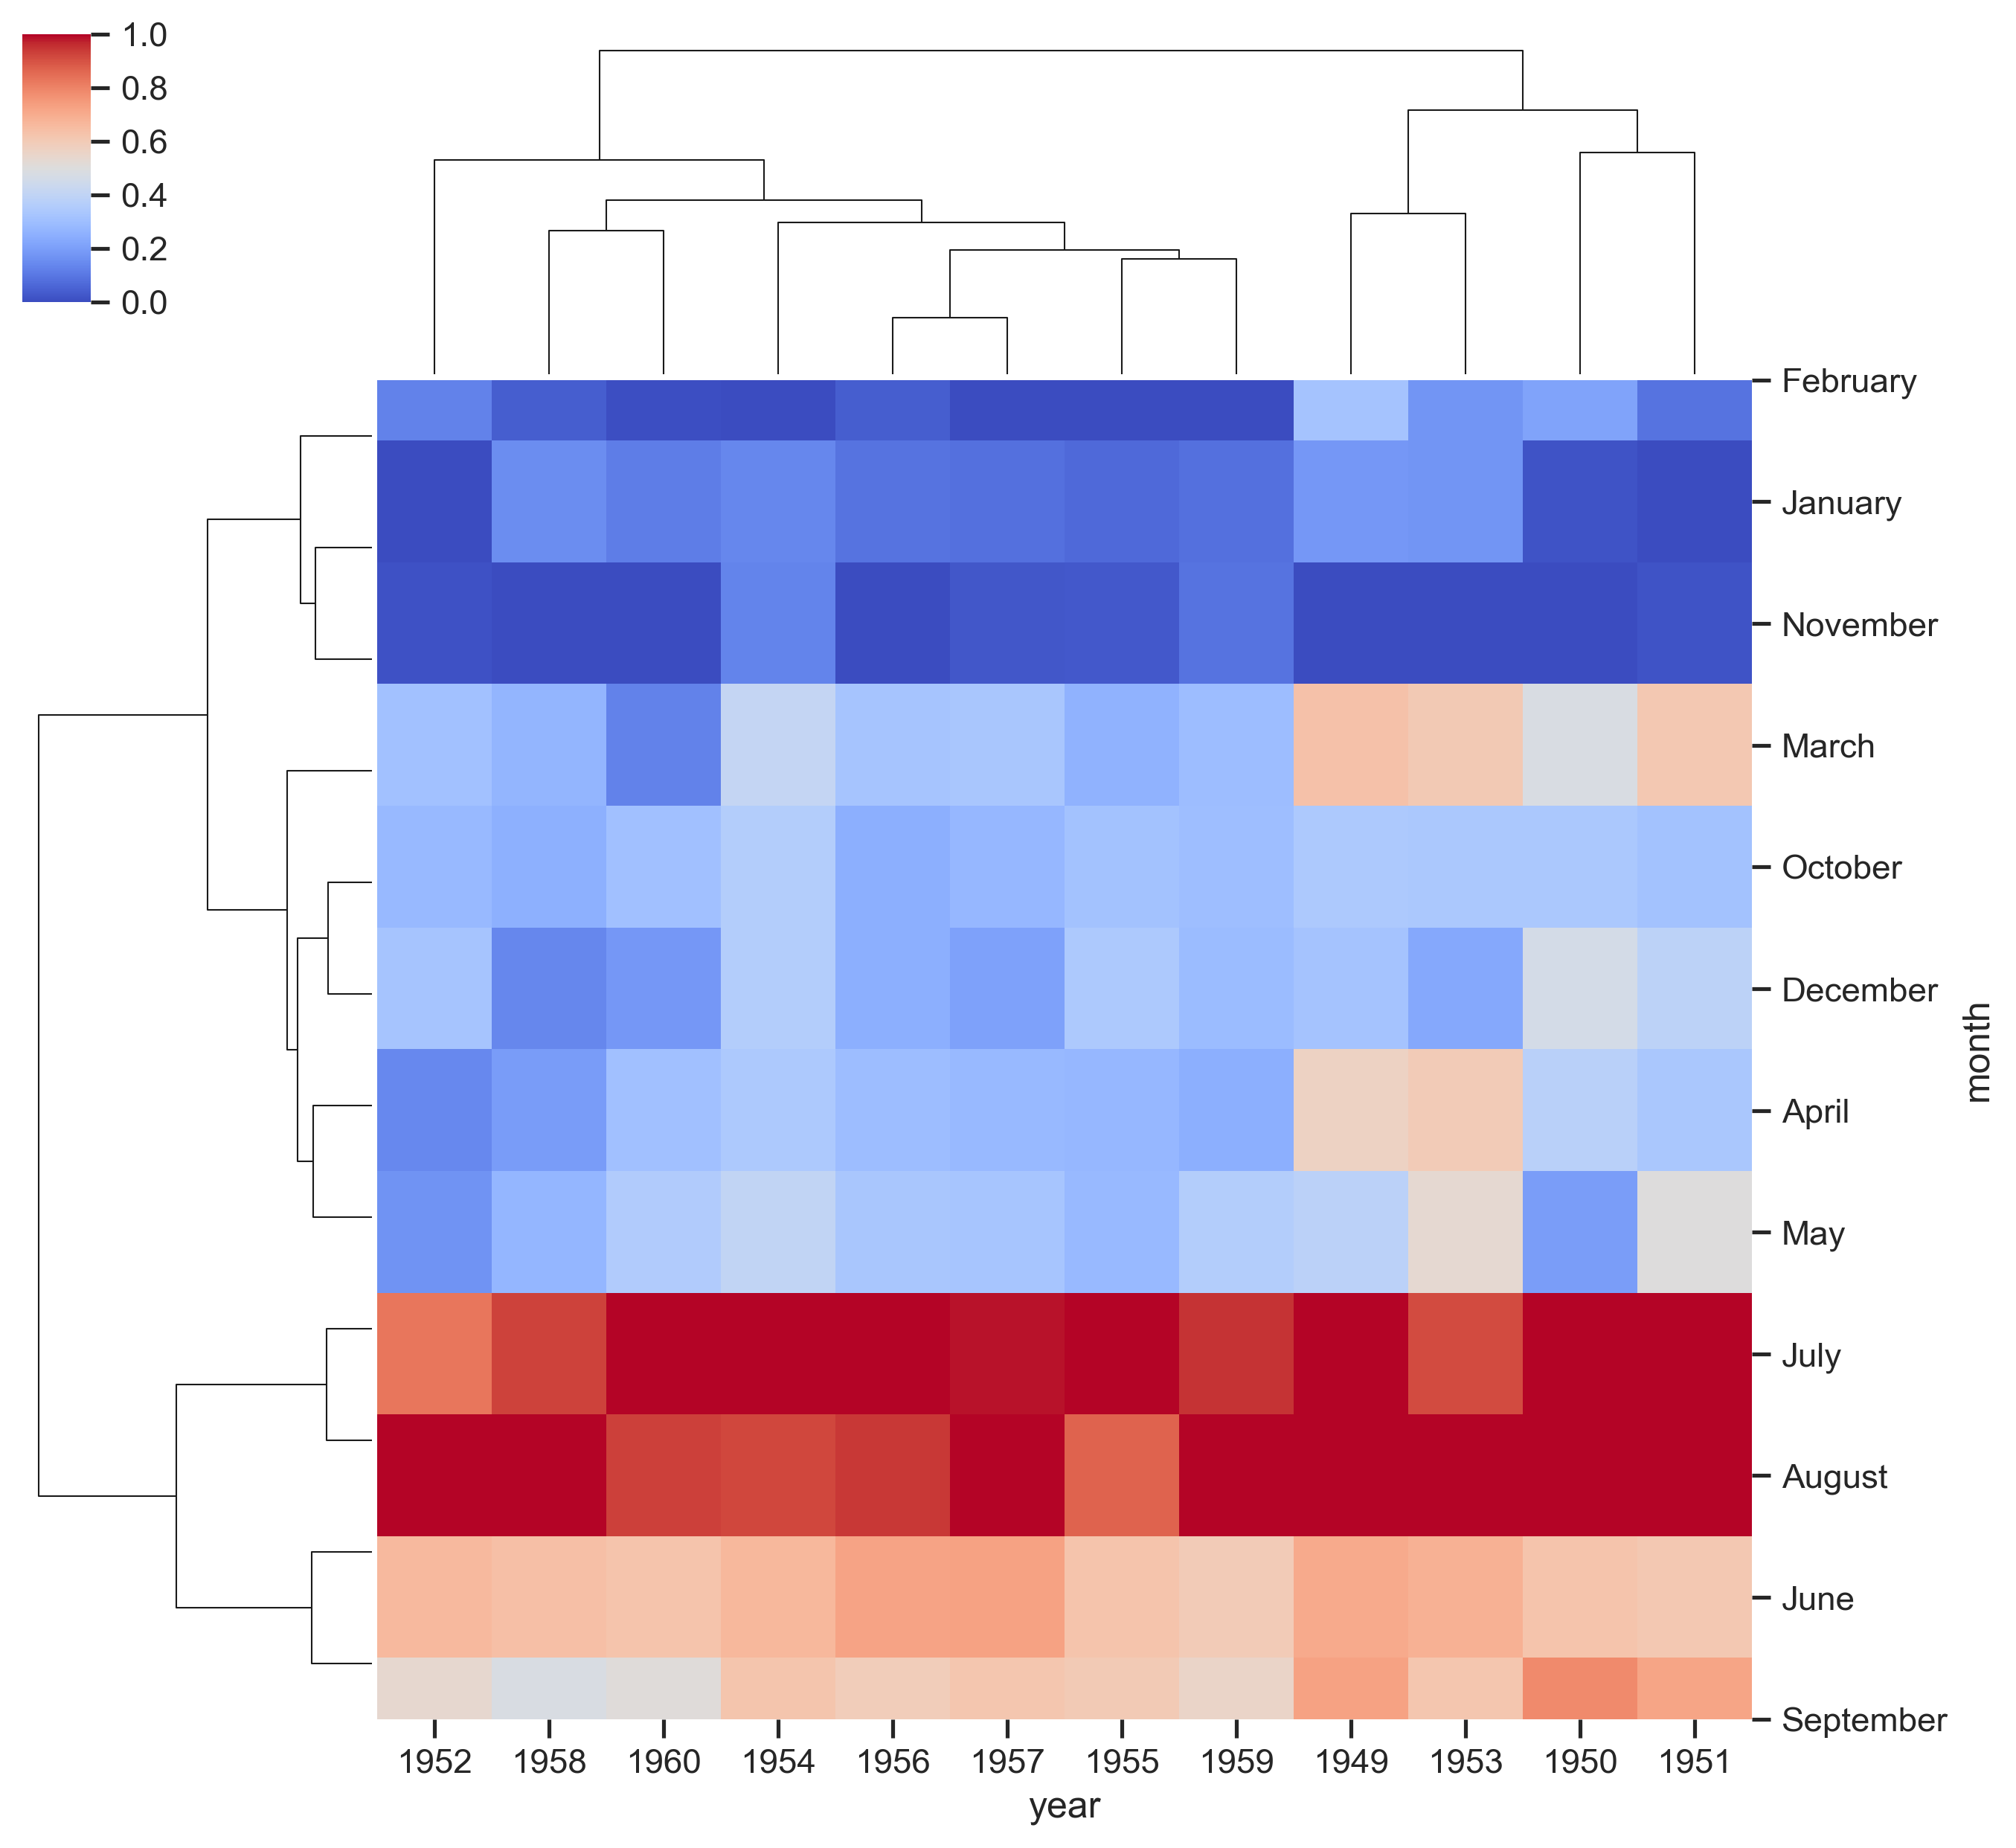 1.0
0.8
0.6
0.4
0.2
0.0
February
January
November
March
October
December
April
May
July
August
June
September
month
1952 1958 1960 1954 1956 1957 1955 1959 1949 1953 1950 1951
year